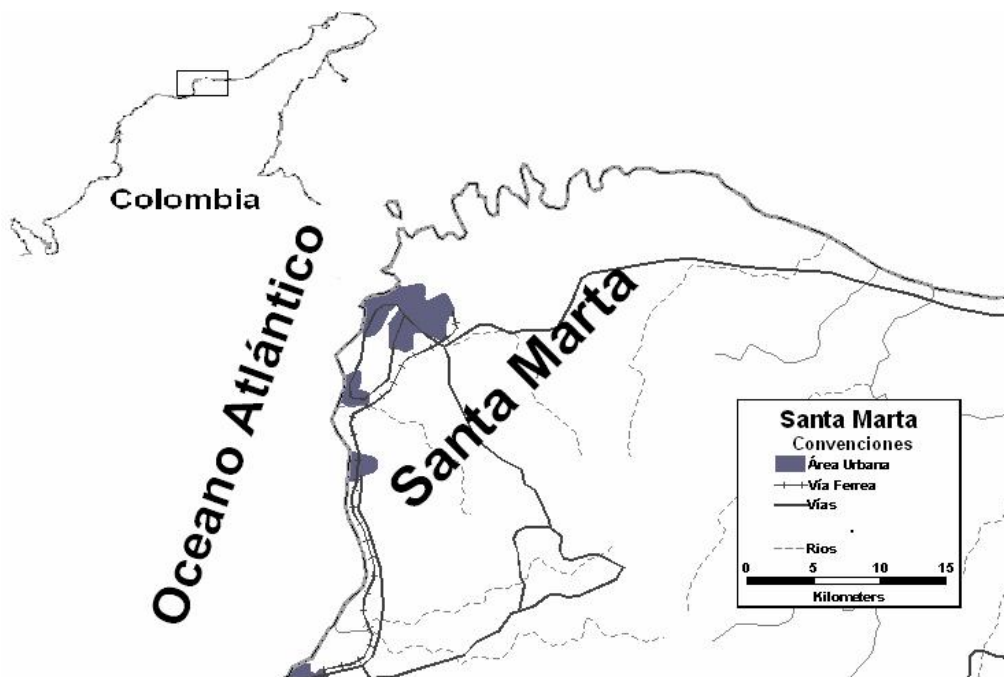 Colombia
Oceano Atlántico
Santa Marta
Santa Marta
Convenciones
Área Urbana
Vía Ferrea
Vías
Rios
0 5 10 15
Kilometers